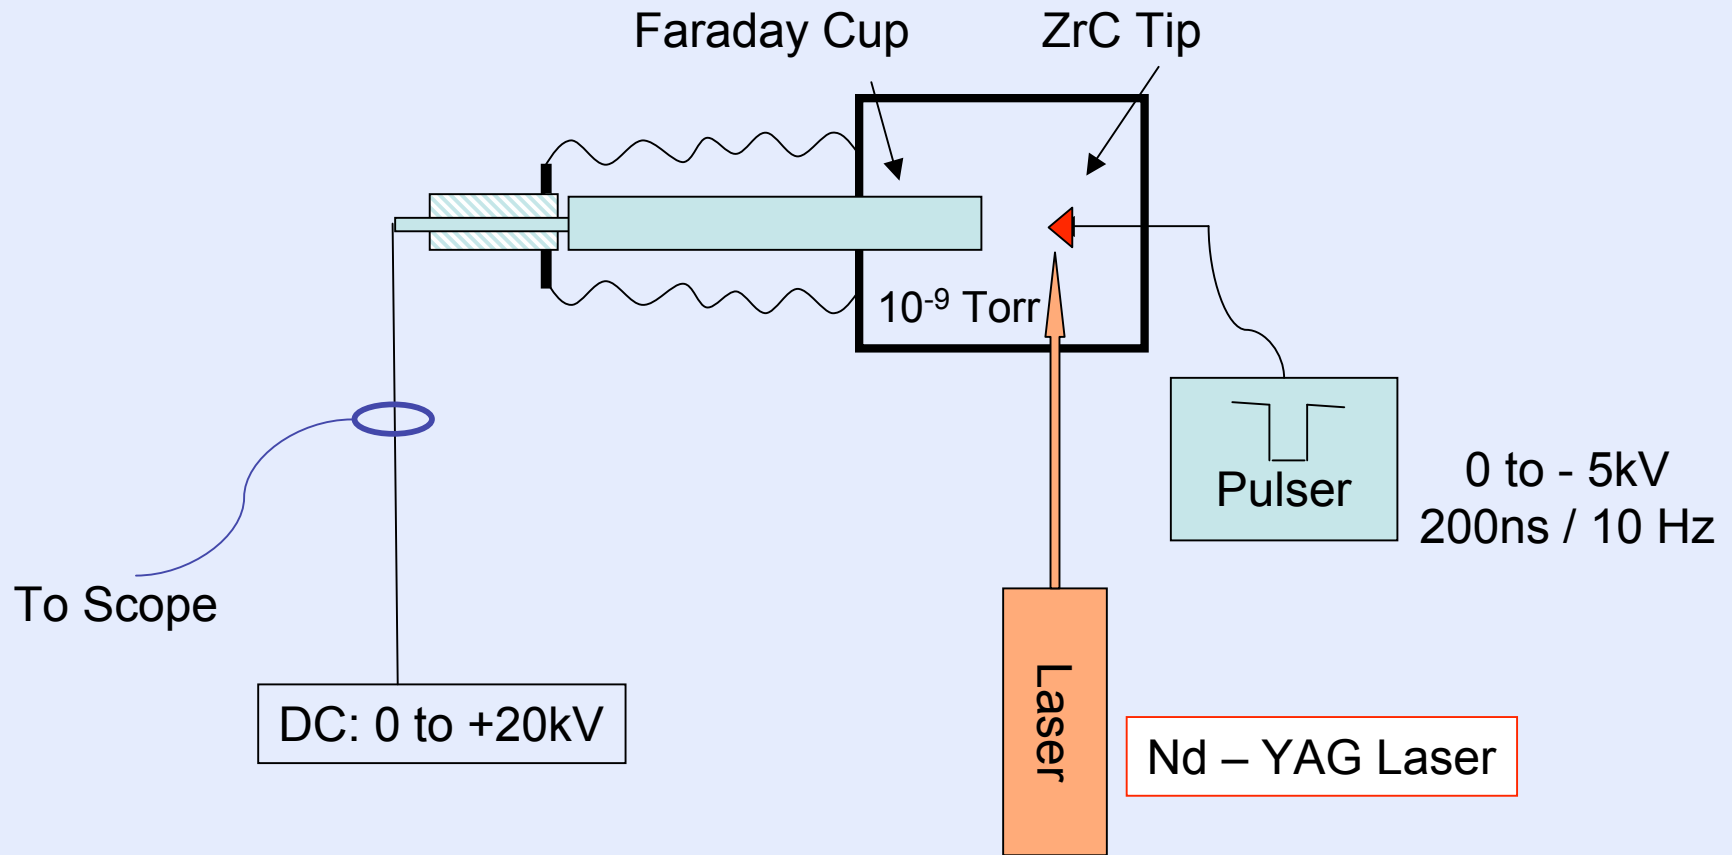 Faraday Cup
ZrC Tip
10⁻⁹ Torr
Pulser
0 to - 5kV
200ns / 10 Hz
To Scope
DC: 0 to +20kV
Laser
Nd – YAG Laser